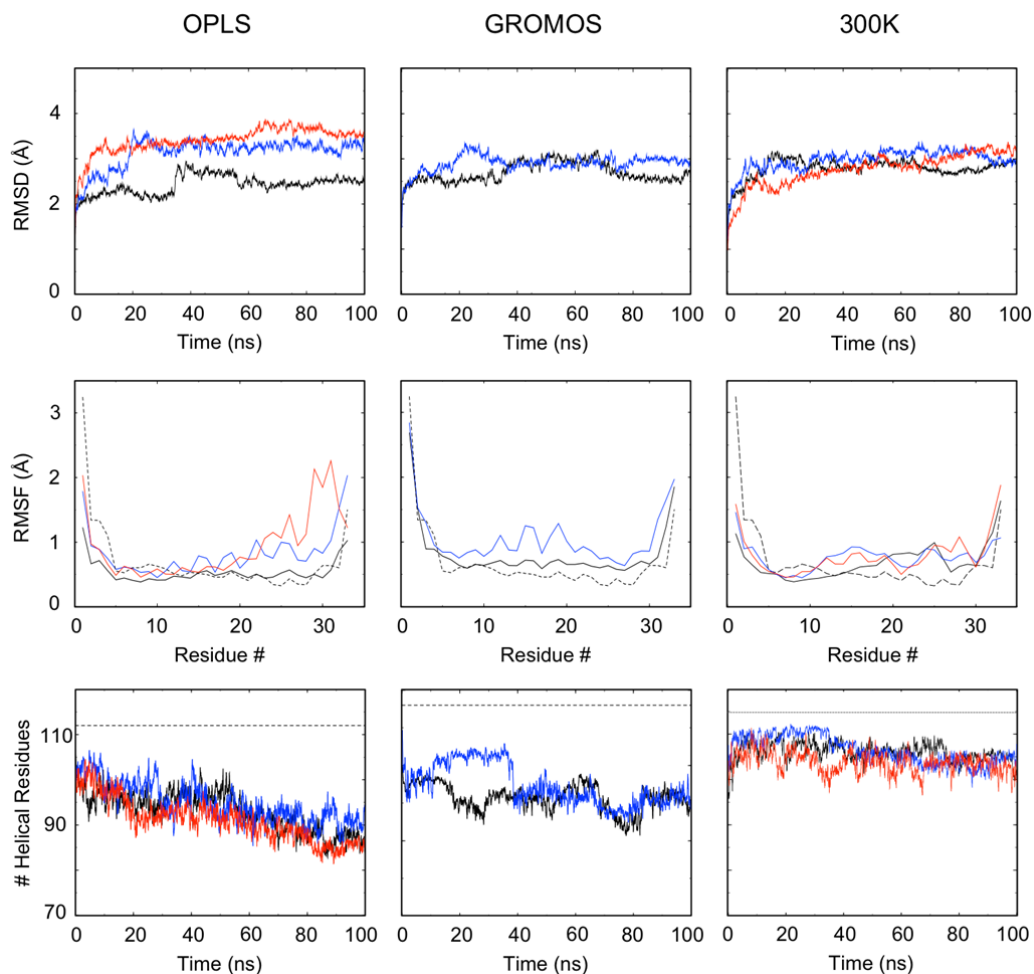 OPLS GROMOS 300K
RMSD (Å)
4
2
0
0 20 40 60 80 100 0 20 40 60 80 100 0 20 40 60 80 100
Time (ns) Time (ns) Time (ns)
RMSF (Å)
3
2
1
0
0 10 20 30 0 10 20 30 0 10 20 30
Residue # Residue # Residue #
# Helical Residues
110
90
70
0 20 40 60 80 100 0 20 40 60 80 100 0 20 40 60 80 100
Time (ns) Time (ns) Time (ns)